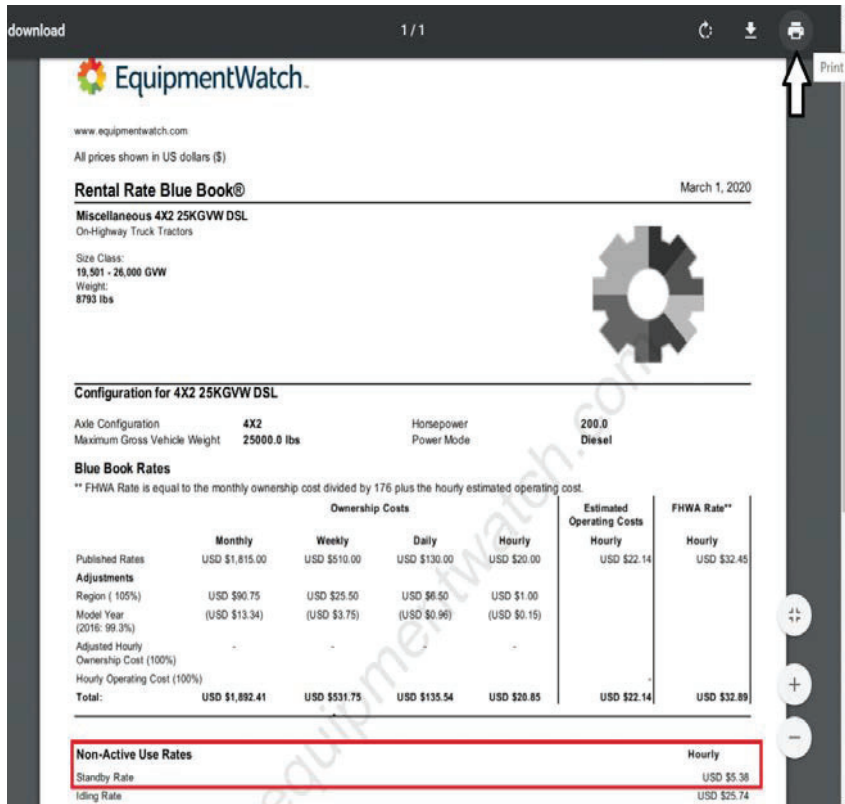 download
1 / 1
Print
EquipmentWatch™
www.equipmentwatch.com
All prices shown in US dollars ($)
Rental Rate Blue Book®
March 1, 2020
Miscellaneous 4X2 25KGVW DSL
On-Highway Truck Tractors
Size Class:
19,501 - 26,000 GVW
Weight:
8793 lbs
Configuration for 4X2 25KGVW DSL
Axle Configuration 4X2 Horsepower 200.0
Maximum Gross Vehicle Weight 25000.0 lbs Power Mode Diesel
Blue Book Rates
** FHWA Rate is equal to the monthly ownership cost divided by 176 plus the hourly estimated operating cost.
Ownership Costs Estimated Operating Costs FHWA Rate**
Monthly Weekly Daily Hourly Hourly Hourly
Published Rates USD $1,815.00 USD $510.00 USD $130.00 USD $20.00 USD $22.14 USD $32.45
Adjustments
Region ( 105%) USD $90.75 USD $25.50 USD $6.50 USD $1.00
Model Year (USD $13.34) (USD $3.75) (USD $0.96) (USD $0.15)
(2016: 99.3%)
Adjusted Hourly - - - -
Ownership Cost (100%)
Hourly Operating Cost (100%) -
Total: USD $1,892.41 USD $531.75 USD $135.54 USD $20.85 USD $22.14 USD $32.89
Non-Active Use Rates Hourly
Standby Rate USD $5.38
Idling Rate USD $25.74
equipmentwatch.com